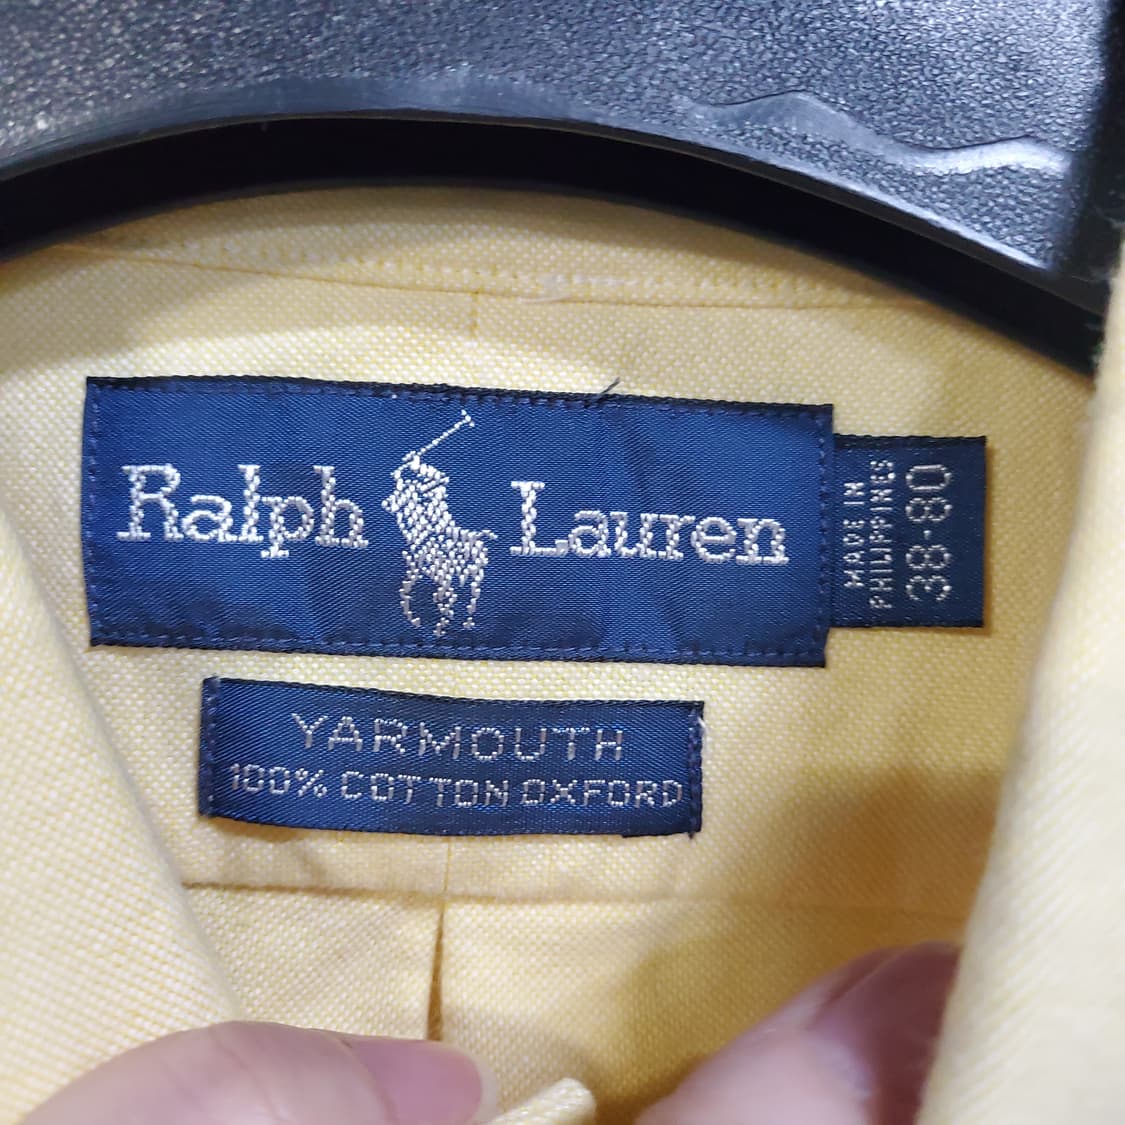 Ralph Lauren
MADE IN
PHILIPPINES
38-80
YARMOUTH
100% COTTON OXFORD